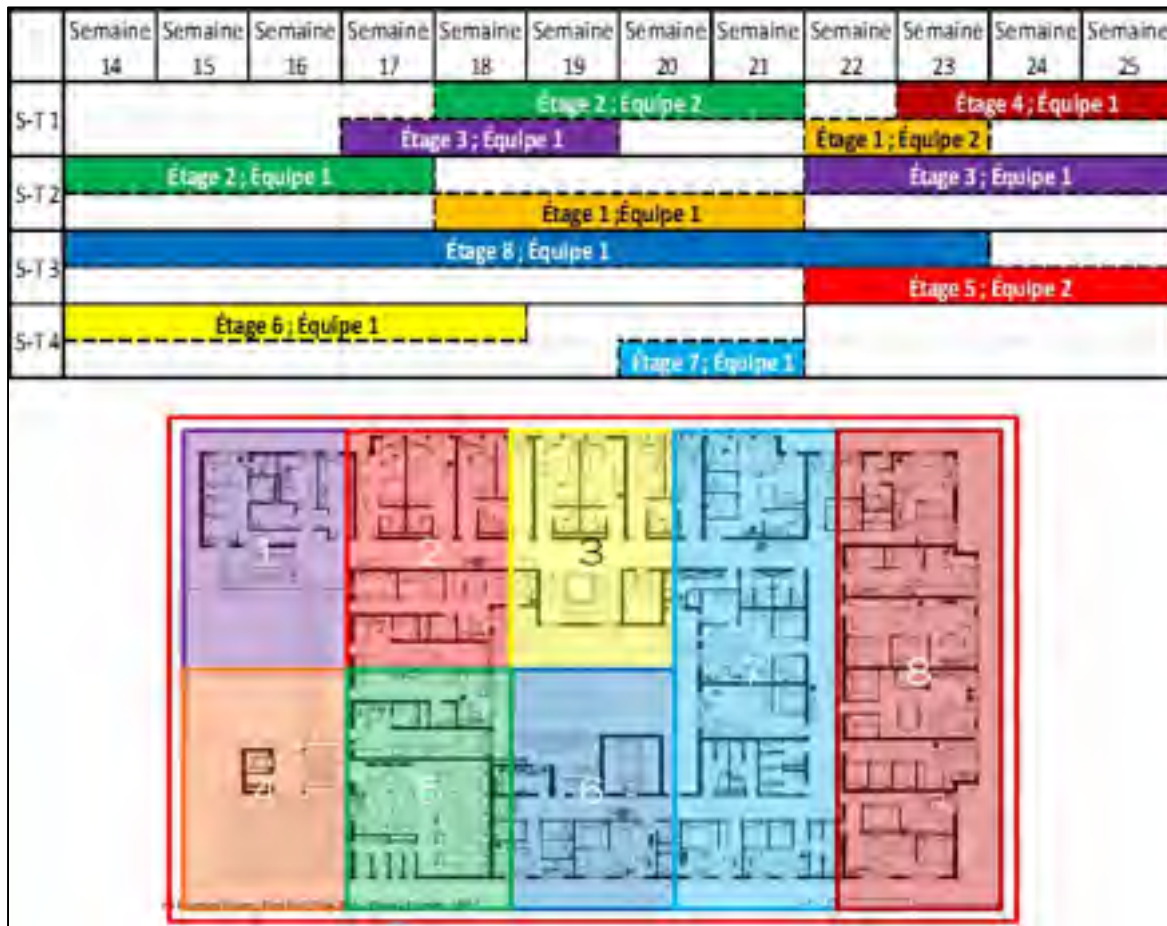 Semaine 14 Semaine 15 Semaine 16 Semaine 17 Semaine 18 Semaine 19 Semaine 20 Semaine 21 Semaine 22 Semaine 23 Semaine 24 Semaine 25
S-T 1
Étage 2 ; Équipe 2
Étage 4 ; Équipe 1
Étage 3 ; Équipe 1
Étage 1 ; Équipe 2
S-T 2
Étage 2 ; Équipe 1
Étage 3 ; Équipe 1
Étage 1 ; Équipe 1
S-T 3
Étage 8 ; Équipe 1
Étage 5 ; Équipe 2
S-T 4
Étage 6 ; Équipe 1
Étage 7 ; Équipe 1
1 2 3
7 8
4 5 6